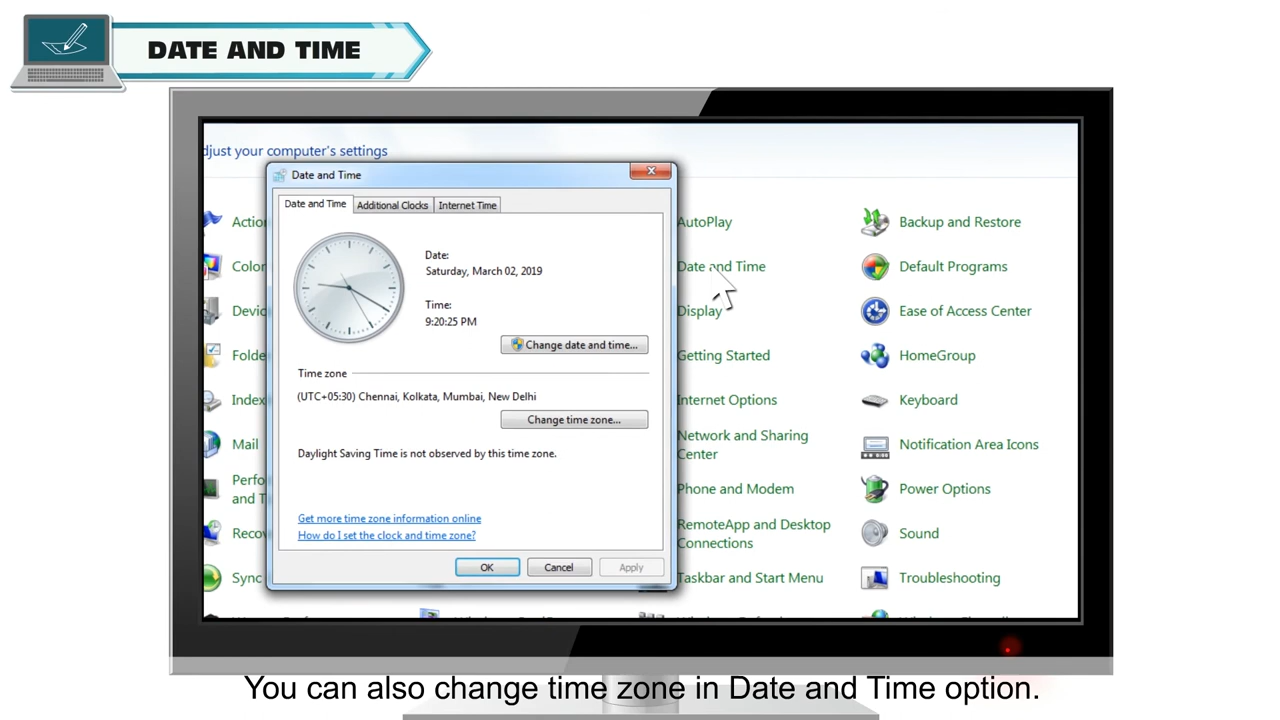 DATE AND TIME
djust your computer's settings
Date and Time
Date and Time
Additional Clocks
Internet Time
Date:
Saturday, March 02, 2019
Time:
9:20:25 PM
Change date and time...
Time zone
(UTC+05:30) Chennai, Kolkata, Mumbai, New Delhi
Change time zone...
Daylight Saving Time is not observed by this time zone.
Get more time zone information online
How do I set the clock and time zone?
OK
Cancel
Apply
Actio
Color
Devic
Folde
Index
Mail
Perfo
and T
Recov
Sync
AutoPlay
Date and Time
Display
Getting Started
Internet Options
Network and Sharing
Center
Phone and Modem
RemoteApp and Desktop
Connections
Taskbar and Start Menu
Backup and Restore
Default Programs
Ease of Access Center
HomeGroup
Keyboard
Notification Area Icons
Power Options
Sound
Troubleshooting
You can also change time zone in Date and Time option.